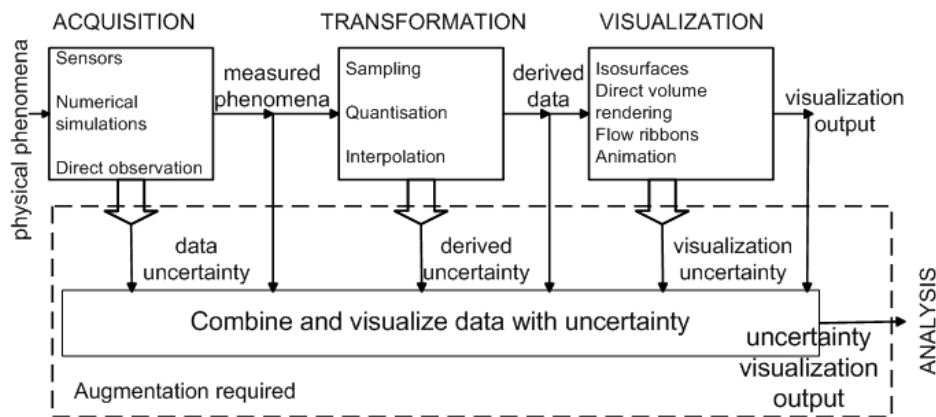 ACQUISITION
TRANSFORMATION
VISUALIZATION
physical phenomena
Sensors
Numerical
simulations
Direct observation
measured
phenomena
Sampling
Quantisation
Interpolation
derived
data
Isosurfaces
Direct volume
rendering
Flow ribbons
Animation
visualization
output
data
uncertainty
derived
uncertainty
visualization
uncertainty
Combine and visualize data with uncertainty
uncertainty
visualization
output
ANALYSIS
Augmentation required